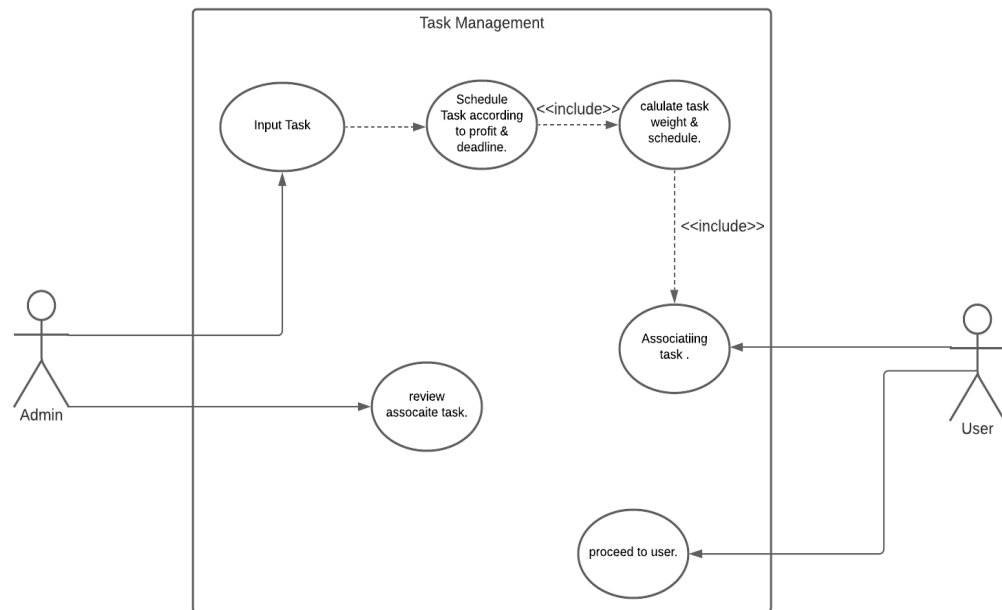 Task Management
Input Task
Schedule
Task according
to profit &
deadline.
<<include>>
calulate task
weight &
schedule.
<<include>>
Associatiing
task .
review
assocaite task.
Admin
User
proceed to user.